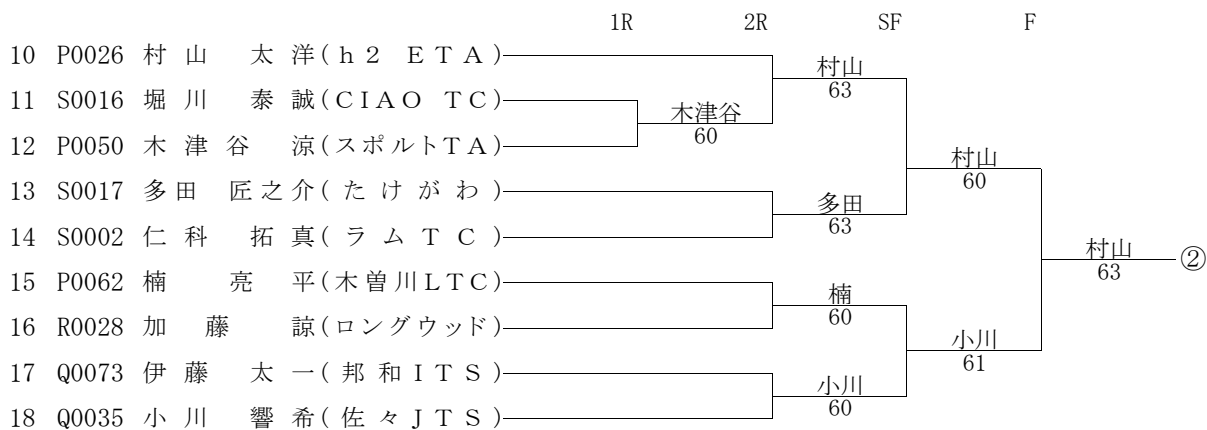 1R 2R SF F
10 P0026 村山 太洋(h2 ETA)
村山
63
11 S0016 堀川 泰誠(CIAO TC)
木津谷
60
12 P0050 木津谷 涼(スポルトTA)
村山
60
13 S0017 多田 匠之介(たけがわ)
多田
63
14 S0002 仁科 拓真(ラムTC)
村山
63
②
15 P0062 楠 亮平(木曽川LTC)
楠
60
16 R0028 加藤 諒(ロングウッド)
小川
61
17 Q0073 伊藤 太一(邦和ITS)
小川
60
18 Q0035 小川 響希(佐々JTS)